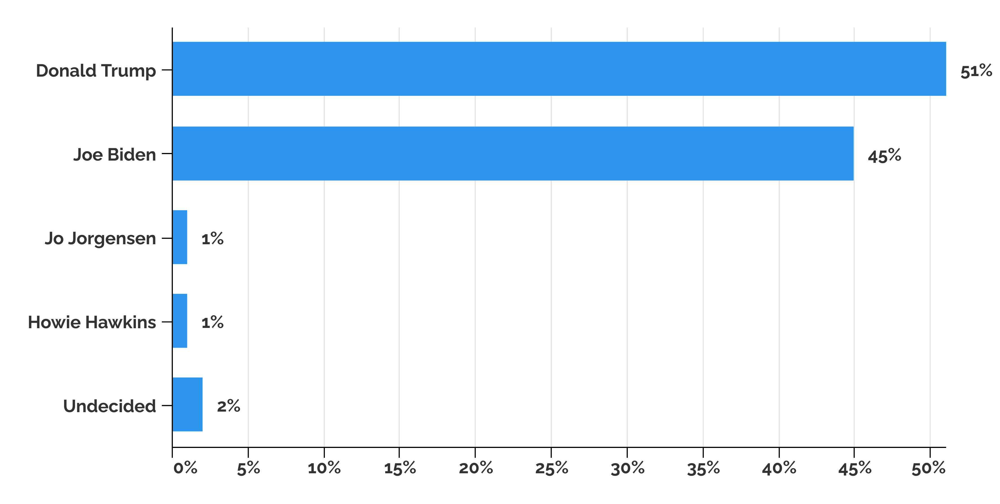 Donald Trump 51%
Joe Biden 45%
Jo Jorgensen 1%
Howie Hawkins 1%
Undecided 2%
0% 5% 10% 15% 20% 25% 30% 35% 40% 45% 50%